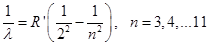 1/λ = R'(1/2² − 1/n²), n = 3,4,...11